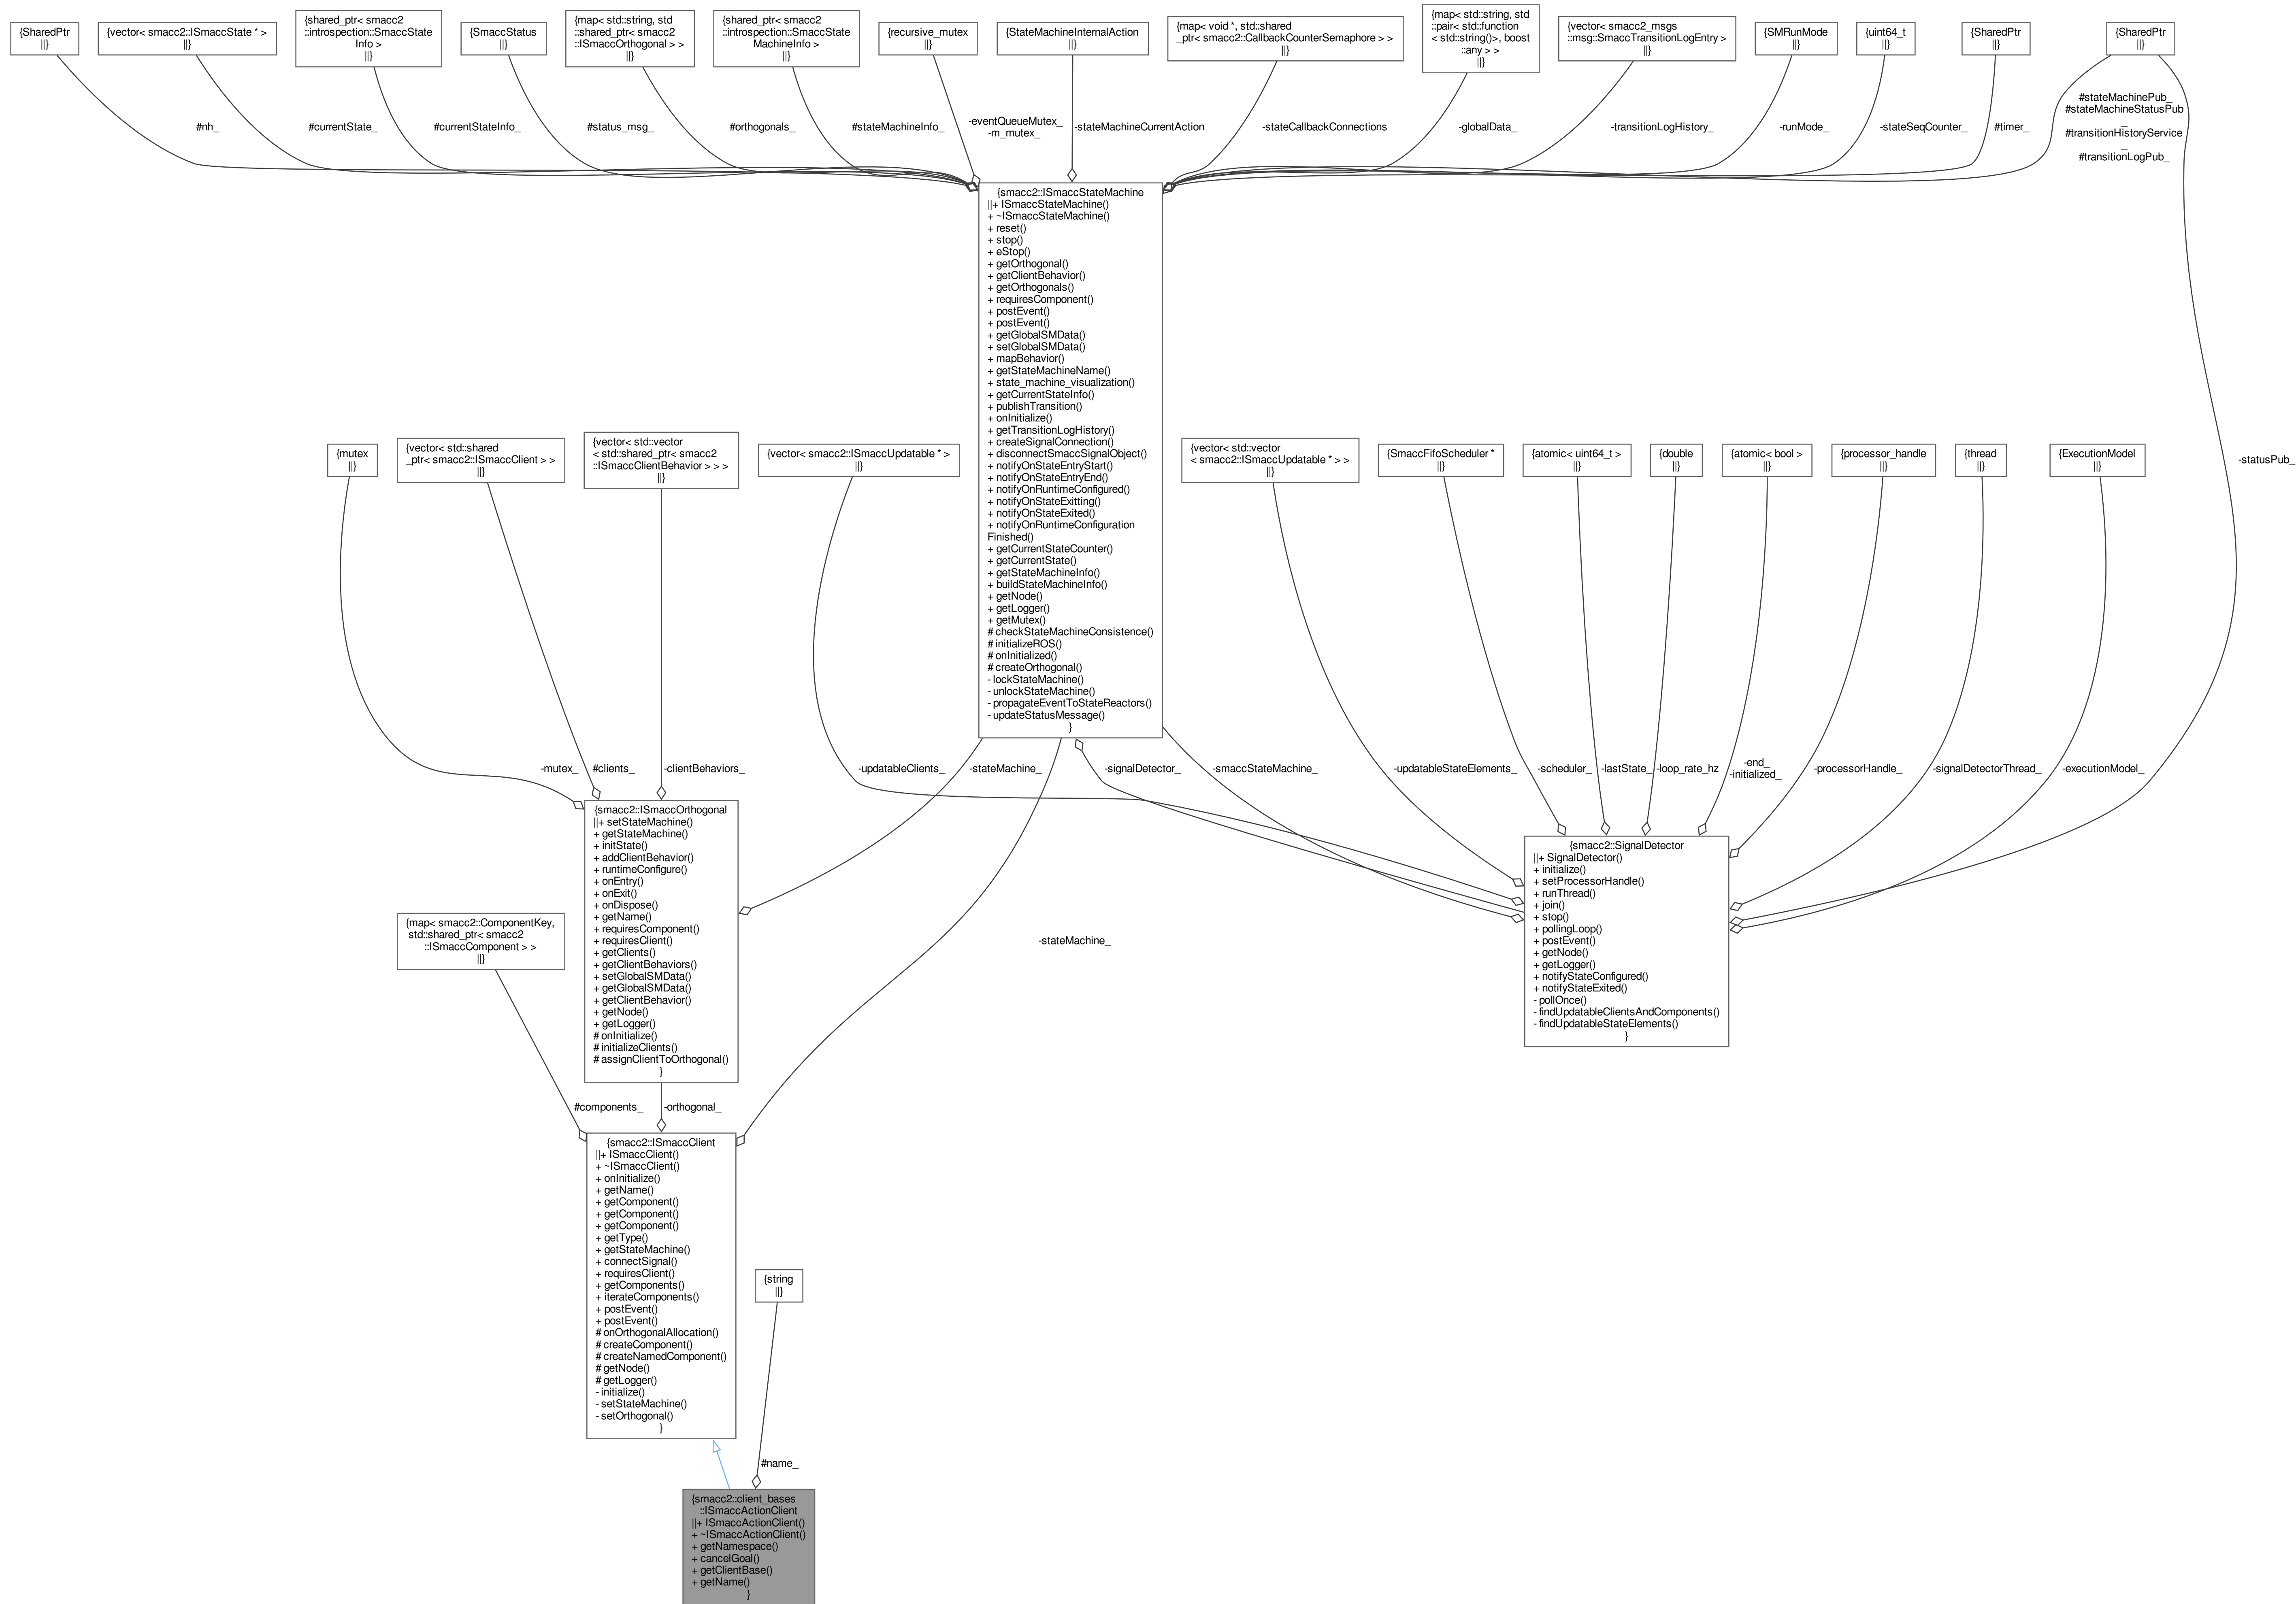 {SharedPtr
||}
{vector< smacc2::ISmaccState * >
||}
{shared_ptr< smacc2
::introspection::SmaccState
Info >
||}
{SmaccStatus
||}
{map< std::string, std
::shared_ptr< smacc2
::ISmaccOrthogonal > >
||}
{shared_ptr< smacc2
::introspection::SmaccState
MachineInfo >
||}
{recursive_mutex
||}
{StateMachineInternalAction
||}
{map< void *, std::shared
_ptr< smacc2::CallbackCounterSemaphore > >
||}
{map< std::string, std
::pair< std::function
< std::string()>, boost
::any > >
||}
{vector< smacc2_msgs
::msg::SmaccTransitionLogEntry >
||}
{SMRunMode
||}
{uint64_t
||}
{SharedPtr
||}
{SharedPtr
||}
#nh_
#currentState_
#currentStateInfo_
#status_msg_
#orthogonals_
#stateMachineInfo_
-eventQueueMutex_
-m_mutex_
-stateMachineCurrentAction
-stateCallbackConnections
-globalData_
-transitionLogHistory_
-runMode_
-stateSeqCounter_
#timer_
#stateMachinePub_
#stateMachineStatusPub
_
#transitionHistoryService
_
#transitionLogPub_
{smacc2::ISmaccStateMachine
||+ ISmaccStateMachine()
+ ~ISmaccStateMachine()
+ reset()
+ stop()
+ eStop()
+ getOrthogonal()
+ getClientBehavior()
+ getOrthogonals()
+ requiresComponent()
+ postEvent()
+ postEvent()
+ getGlobalSMData()
+ setGlobalSMData()
+ mapBehavior()
+ getStateMachineName()
+ state_machine_visualization()
+ getCurrentStateInfo()
+ publishTransition()
+ onInitialize()
+ getTransitionLogHistory()
+ createSignalConnection()
+ disconnectSmaccSignalObject()
+ notifyOnStateEntryStart()
+ notifyOnStateEntryEnd()
+ notifyOnRuntimeConfigured()
+ notifyOnStateExitting()
+ notifyOnStateExited()
+ notifyOnRuntimeConfiguration
Finished()
+ getCurrentStateCounter()
+ getCurrentState()
+ getStateMachineInfo()
+ buildStateMachineInfo()
+ getNode()
+ getLogger()
+ getMutex()
# checkStateMachineConsistence()
# initializeROS()
# onInitialized()
# createOrthogonal()
- lockStateMachine()
- unlockStateMachine()
- propagateEventToStateReactors()
- updateStatusMessage()
}
{mutex
||}
{vector< std::shared
_ptr< smacc2::ISmaccClient > >
||}
{vector< std::vector
< std::shared_ptr< smacc2
::ISmaccClientBehavior > > >
||}
{vector< smacc2::ISmaccUpdatable * >
||}
{vector< std::vector
< smacc2::ISmaccUpdatable * > >
||}
{SmaccFifoScheduler *
||}
{atomic< uint64_t >
||}
{double
||}
{atomic< bool >
||}
{processor_handle
||}
{thread
||}
{ExecutionModel
||}
-statusPub_
-mutex_
#clients_
-clientBehaviors_
-updatableClients_
-stateMachine_
-signalDetector_
-smaccStateMachine_
-updatableStateElements_
-scheduler_
-lastState_
-loop_rate_hz
-end_
-initialized_
-processorHandle_
-signalDetectorThread_
-executionModel_
{smacc2::ISmaccOrthogonal
||+ setStateMachine()
+ getStateMachine()
+ initState()
+ addClientBehavior()
+ runtimeConfigure()
+ onEntry()
+ onExit()
+ onDispose()
+ getName()
+ requiresComponent()
+ requiresClient()
+ getClients()
+ getClientBehaviors()
+ setGlobalSMData()
+ getGlobalSMData()
+ getClientBehavior()
+ getNode()
+ getLogger()
# onInitialize()
# initializeClients()
# assignClientToOrthogonal()
}
{smacc2::SignalDetector
||+ SignalDetector()
+ initialize()
+ setProcessorHandle()
+ runThread()
+ join()
+ stop()
+ pollingLoop()
+ postEvent()
+ getNode()
+ getLogger()
+ notifyStateConfigured()
+ notifyStateExited()
- pollOnce()
- findUpdatableClientsAndComponents()
- findUpdatableStateElements()
}
{map< smacc2::ComponentKey,
std::shared_ptr< smacc2
::ISmaccComponent > >
||}
-stateMachine_
#components_
-orthogonal_
{smacc2::ISmaccClient
||+ ISmaccClient()
+ ~ISmaccClient()
+ onInitialize()
+ getName()
+ getComponent()
+ getComponent()
+ getComponent()
+ getType()
+ getStateMachine()
+ connectSignal()
+ requiresClient()
+ getComponents()
+ iterateComponents()
+ postEvent()
+ postEvent()
# onOrthogonalAllocation()
# createComponent()
# createNamedComponent()
# getNode()
# getLogger()
- initialize()
- setStateMachine()
- setOrthogonal()
}
{string
||}
#name_
{smacc2::client_bases
::ISmaccActionClient
||+ ISmaccActionClient()
+ ~ISmaccActionClient()
+ getNamespace()
+ cancelGoal()
+ getClientBase()
+ getName()
}